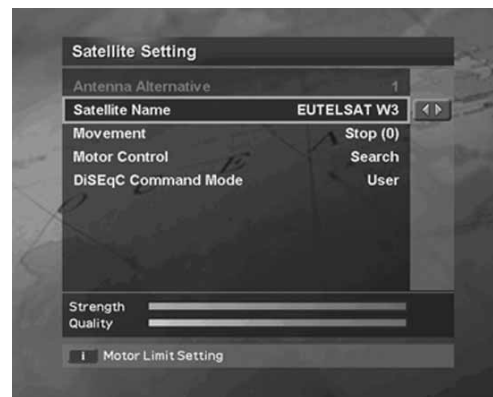 Satellite Setting
Antenna Alternative 1
Satellite Name EUTELSAT W3
Movement Stop (0)
Motor Control Search
DiSEqC Command Mode User
Strength
Quality
i Motor Limit Setting